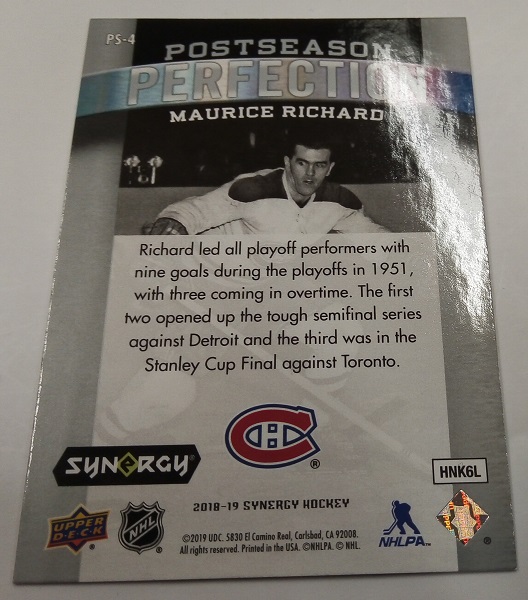 PS-4
POSTSEASON
PERFECTION
MAURICE RICHARD
Richard led all playoff performers with
nine goals during the playoffs in 1951,
with three coming in overtime. The first
two opened up the tough semifinal series
against Detroit and the third was in the
Stanley Cup Final against Toronto.
CH ®
SYNERGY
HNK6L
2018-19 SYNERGY HOCKEY
UPPER DECK ®
NHL ®
©2019 UDC. 5830 El Camino Real, Carlsbad, CA 92008.
All rights reserved. Printed in the USA. ©NHLPA. © NHL.
NHLPA™
®